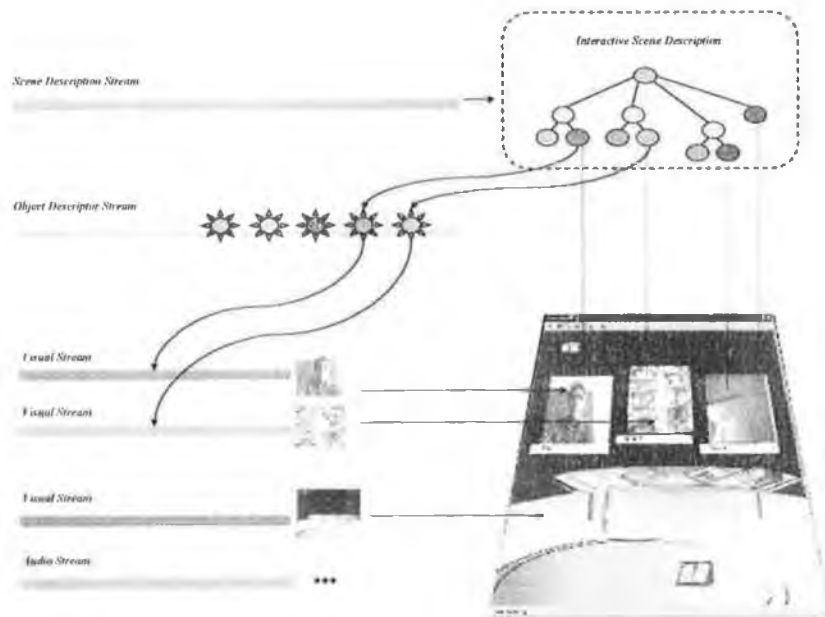 Interactive Scene Description
Scene Description Stream
Object Descriptor Stream
Visual Stream
Visual Stream
Visual Stream
Audio Stream